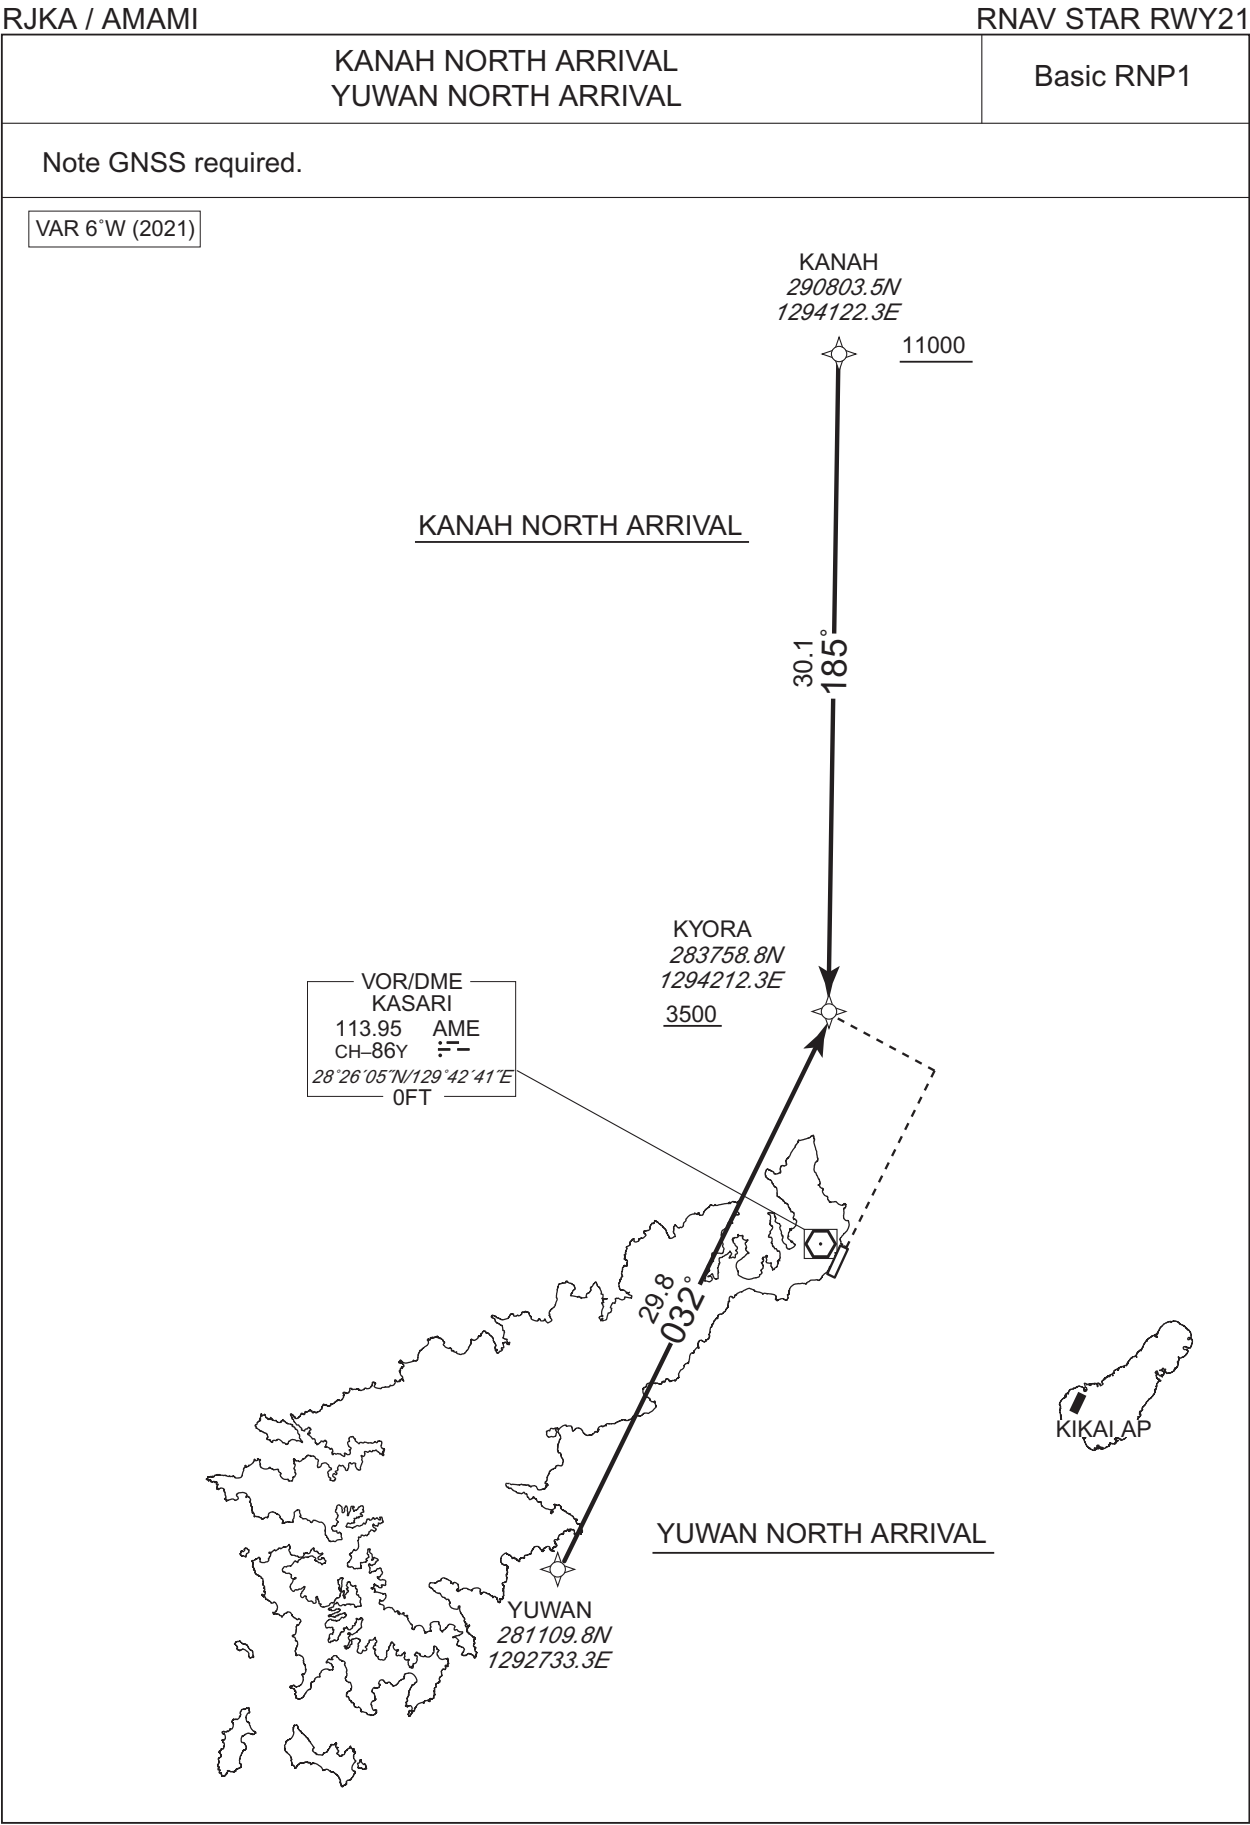 RJKA / AMAMI
RNAV STAR RWY21
KANAH NORTH ARRIVAL
YUWAN NORTH ARRIVAL
Basic RNP1
Note GNSS required.
VAR 6˚W (2021)
KANAH
290803.5N
1294122.3E
11000
KANAH NORTH ARRIVAL
30.1
185˚
KYORA
283758.8N
1294212.3E
3500
VOR/DME
KASARI
113.95 AME
CH–86Y
28˚26´05˝N/129˚42´41˝E
0FT
29.8
032˚
KIKAI AP
YUWAN NORTH ARRIVAL
YUWAN
281109.8N
1292733.3E